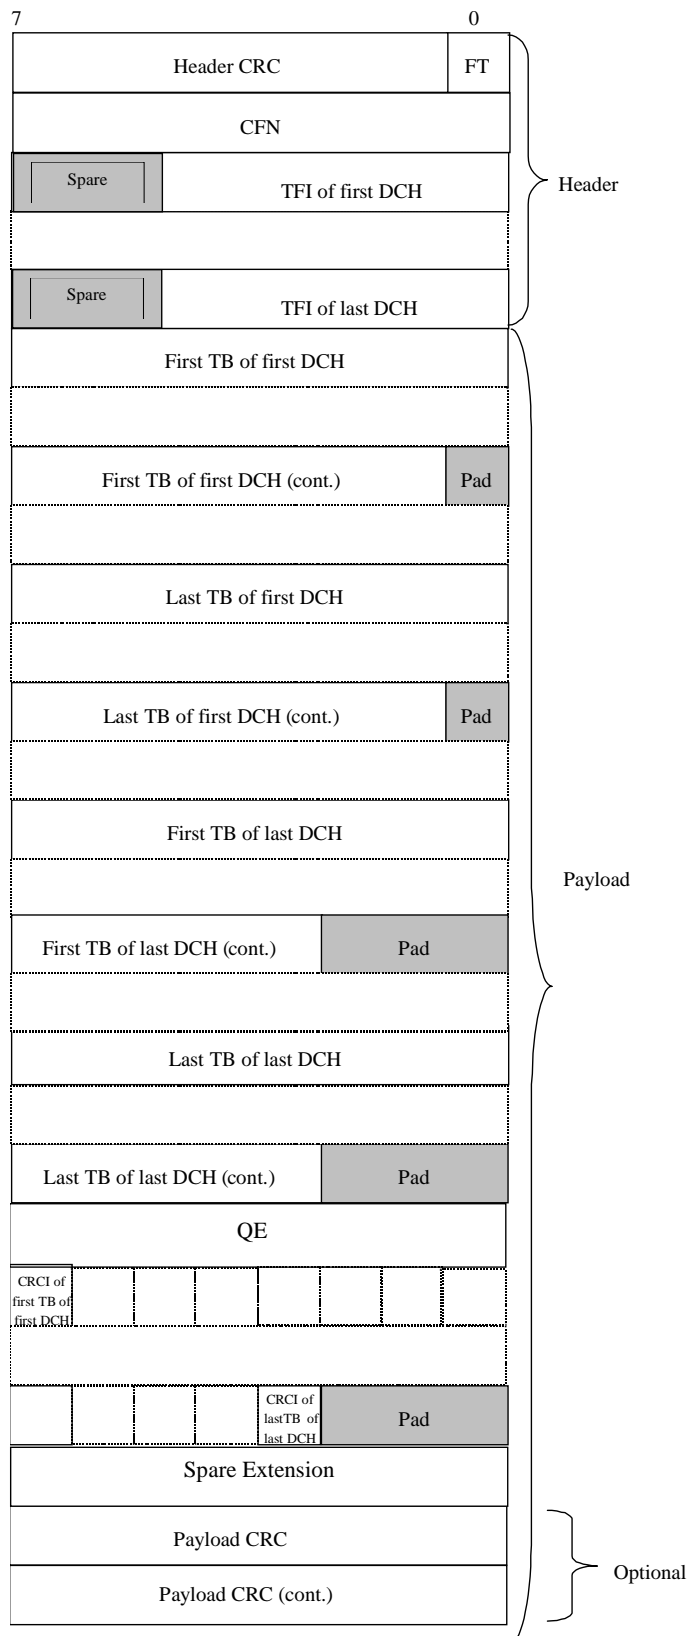 7 0
Header CRC FT
CFN
Spare TFI of first DCH
Header
Spare TFI of last DCH
First TB of first DCH
First TB of first DCH (cont.) Pad
Last TB of first DCH
Last TB of first DCH (cont.) Pad
First TB of last DCH
Payload
First TB of last DCH (cont.) Pad
Last TB of last DCH
Last TB of last DCH (cont.) Pad
QE
CRCI of
first TB of
first DCH
CRCI of
lastTB of
last DCH
Pad
Spare Extension
Payload CRC
Optional
Payload CRC (cont.)